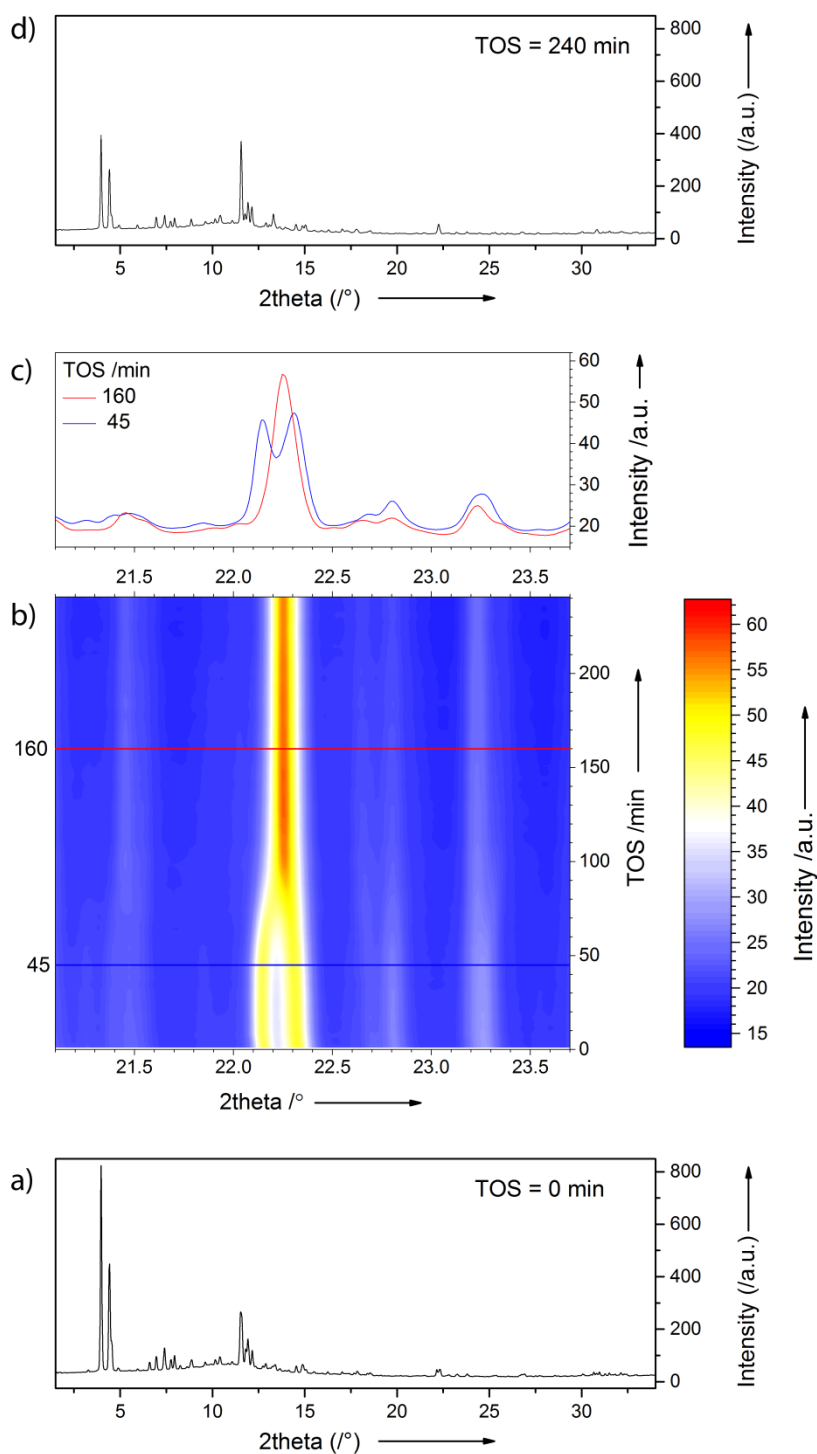 d)
TOS = 240 min
800
600
400
200
0
Intensity (/a.u.)
5 10 15 20 25 30
2theta (/°)
c)
TOS /min
160
45
60
50
40
30
20
Intensity /a.u.
21.5 22.0 22.5 23.0 23.5
b)
160
45
200
150
100
50
0
TOS /min
21.5 22.0 22.5 23.0 23.5
2theta /°
60
55
50
45
40
35
30
25
20
15
Intensity /a.u.
a)
TOS = 0 min
800
600
400
200
0
Intensity (/a.u.)
5 10 15 20 25 30
2theta (/°)